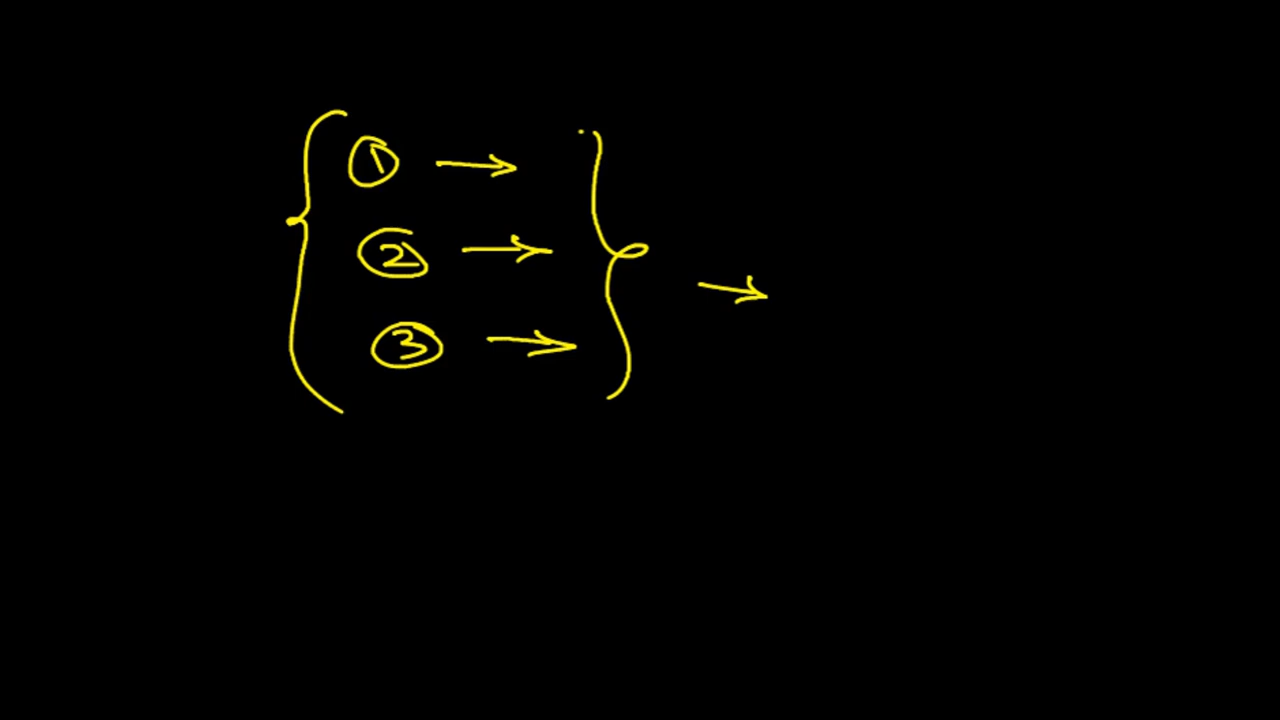 { ① → }
② → →
③ →